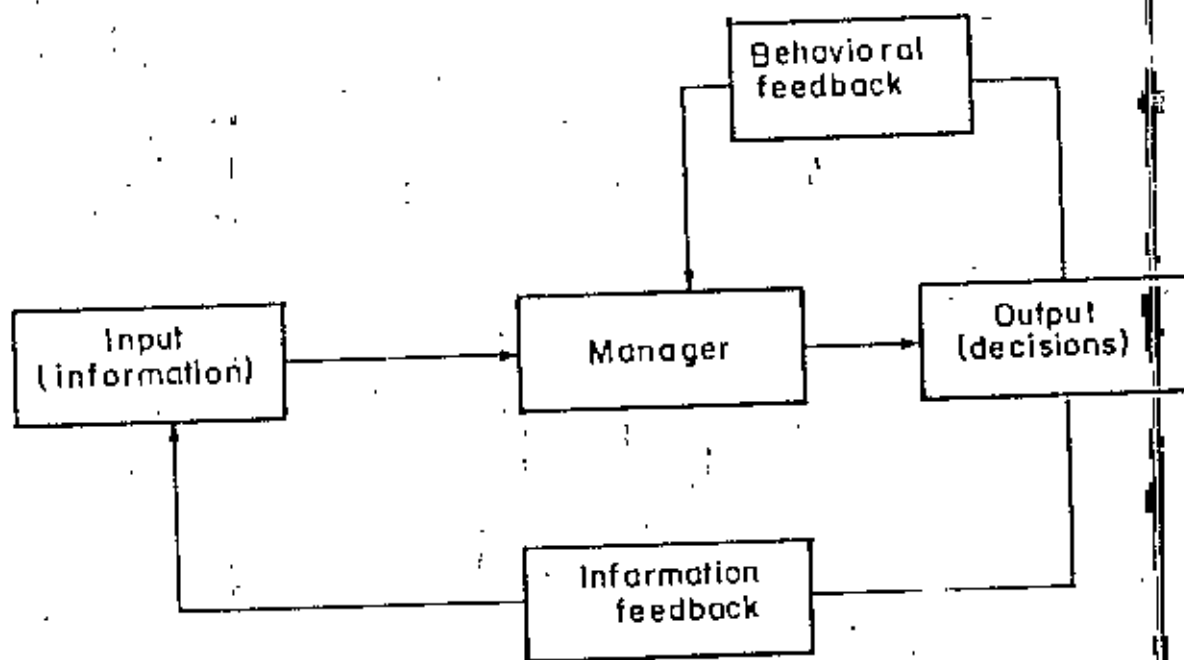 Behavioral
feedback
Input
(information)
Manager
Output
(decisions)
Information
feedback